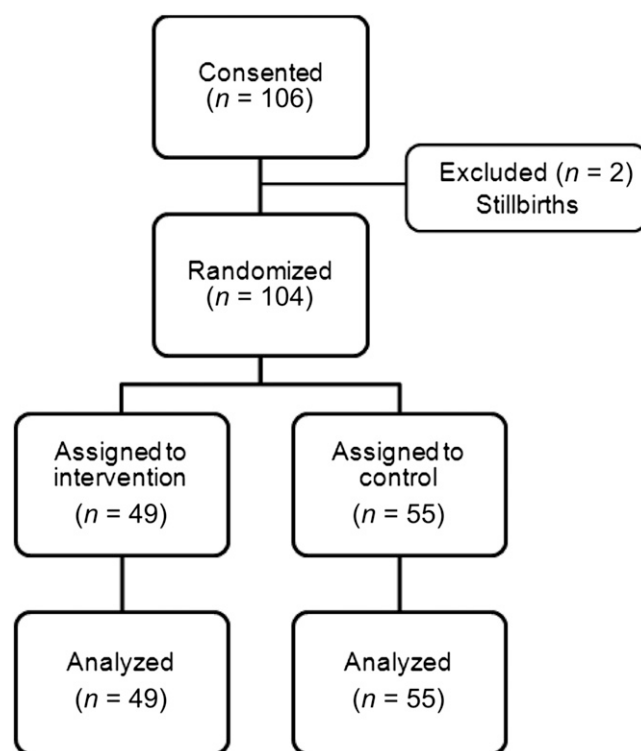 Consented
(n = 106)
Excluded (n = 2)
Stillbirths
Randomized
(n = 104)
Assigned to
intervention
(n = 49)
Assigned to
control
(n = 55)
Analyzed
(n = 49)
Analyzed
(n = 55)